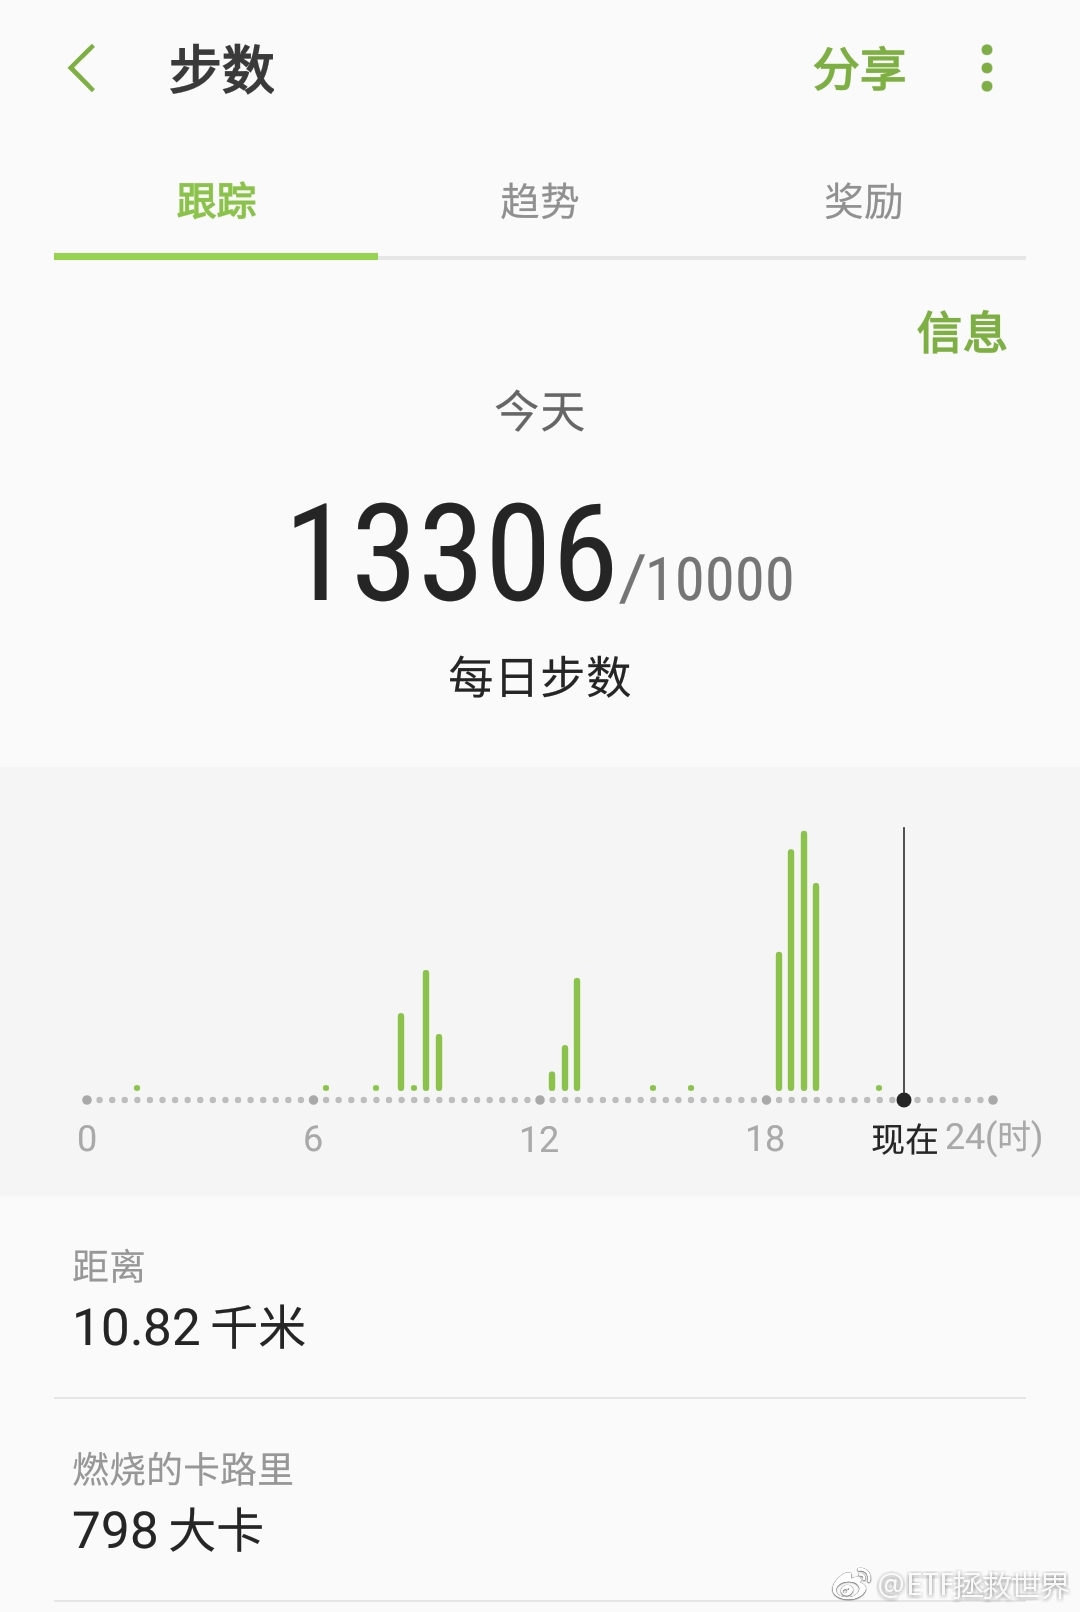 步数
分享
跟踪 趋势 奖励
信息
今天
13306/10000
每日步数
0 6 12 18 现在 24(时)
距离
10.82 千米
燃烧的卡路里
798 大卡
@ETF拯救世界